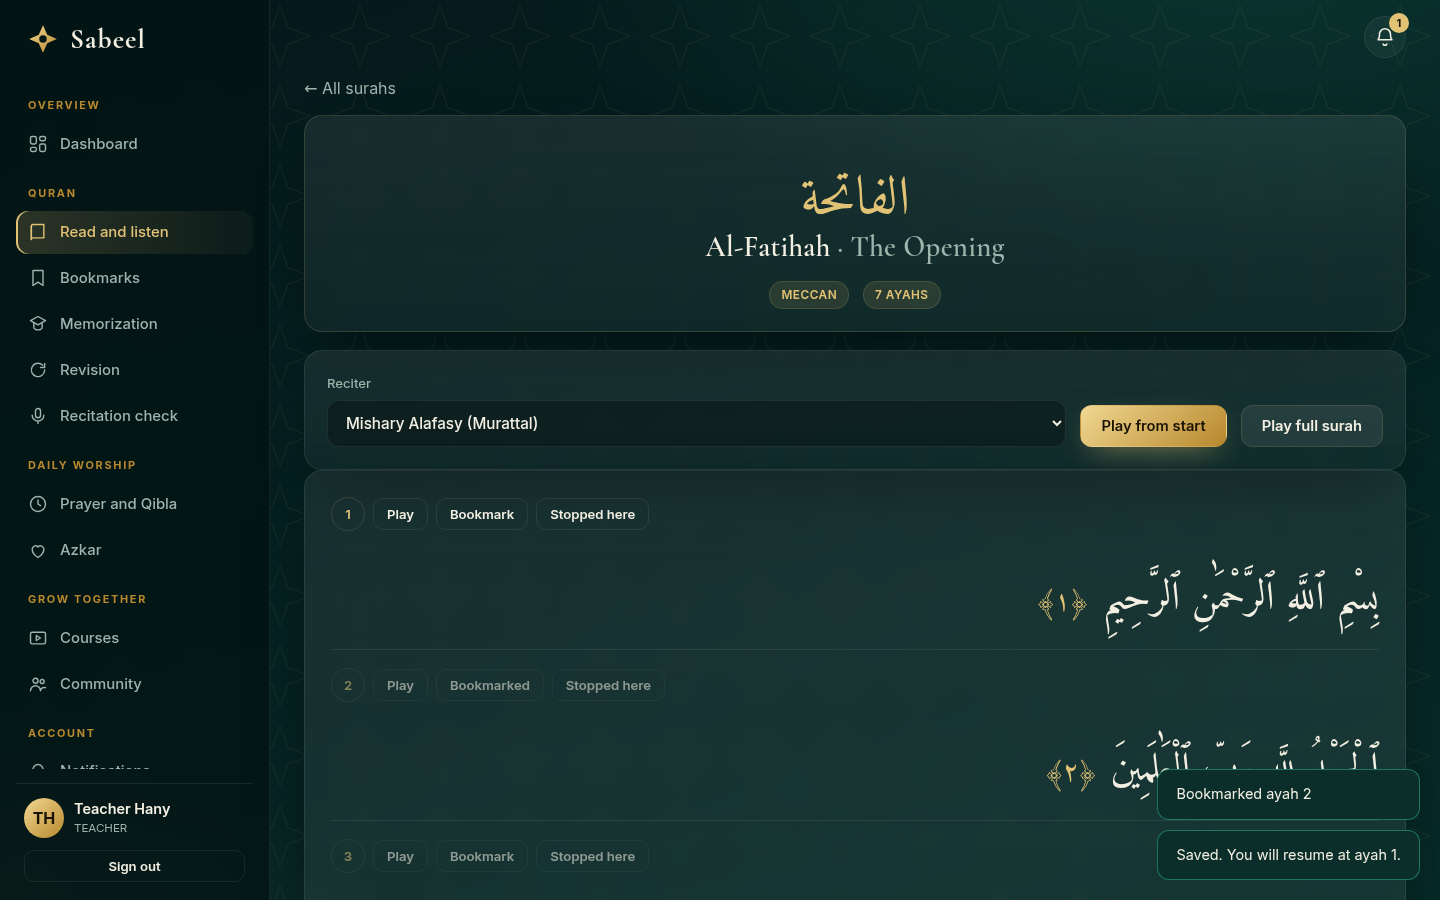 Sabeel
OVERVIEW
Dashboard
QURAN
Read and listen
Bookmarks
Memorization
Revision
Recitation check
DAILY WORSHIP
Prayer and Qibla
Azkar
GROW TOGETHER
Courses
Community
ACCOUNT
Notifications
TH
Teacher Hany
TEACHER
Sign out
1
← All surahs
الفاتحة
Al-Fatihah · The Opening
MECCAN
7 AYAHS
Reciter
Mishary Alafasy (Murattal)
Play from start
Play full surah
1 Play Bookmark Stopped here
بِسْمِ ٱللَّهِ ٱلرَّحْمَٰنِ ٱلرَّحِيمِ ﴿١﴾
2 Play Bookmarked Stopped here
ٱلْعَٰلَمِينَ ﴿٢﴾
3 Play Bookmark Stopped here
Bookmarked ayah 2
Saved. You will resume at ayah 1.